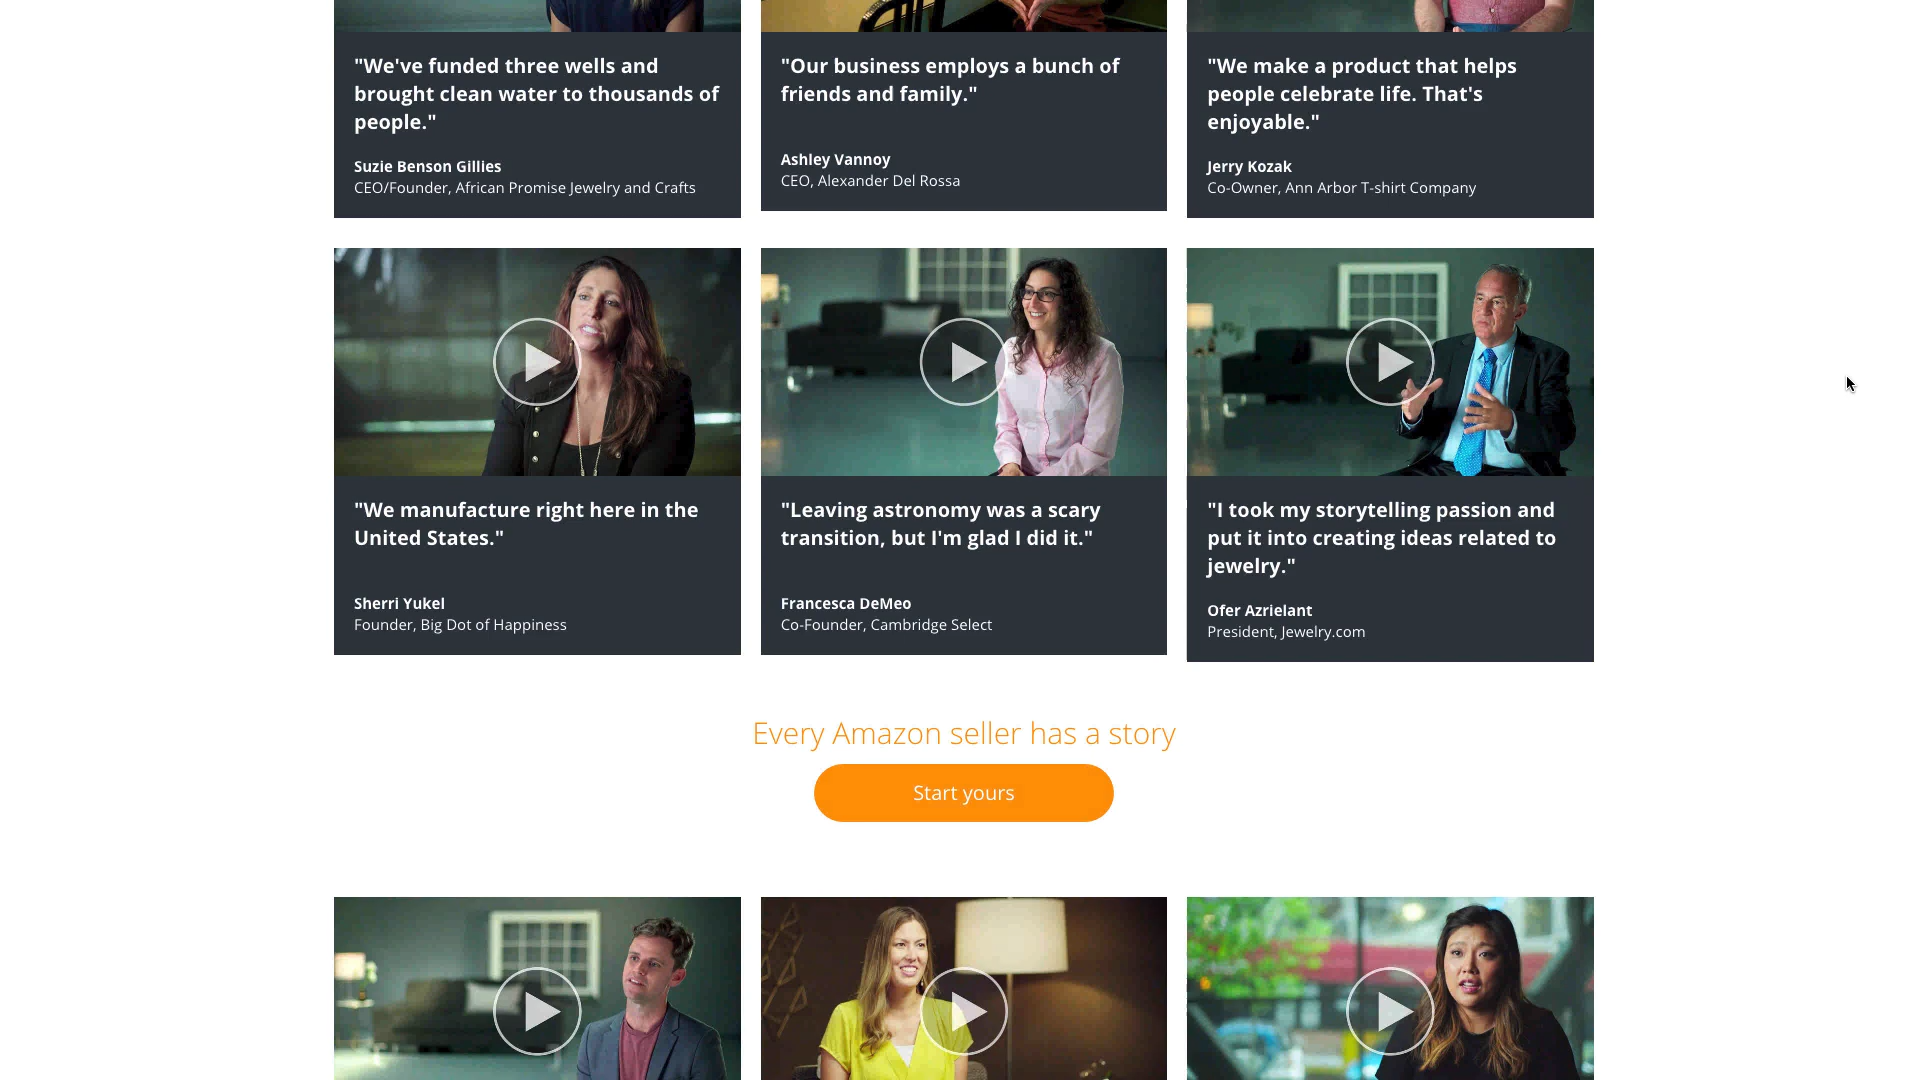 "We've funded three wells and
brought clean water to thousands of
people."
Suzie Benson Gillies
CEO/Founder, African Promise Jewelry and Crafts
"Our business employs a bunch of
friends and family."
Ashley Vannoy
CEO, Alexander Del Rossa
"We make a product that helps
people celebrate life. That's
enjoyable."
Jerry Kozak
Co-Owner, Ann Arbor T-shirt Company
"We manufacture right here in the
United States."
Sherri Yukel
Founder, Big Dot of Happiness
"Leaving astronomy was a scary
transition, but I'm glad I did it."
Francesca DeMeo
Co-Founder, Cambridge Select
"I took my storytelling passion and
put it into creating ideas related to
jewelry."
Ofer Azrielant
President, Jewelry.com
Every Amazon seller has a story
Start yours